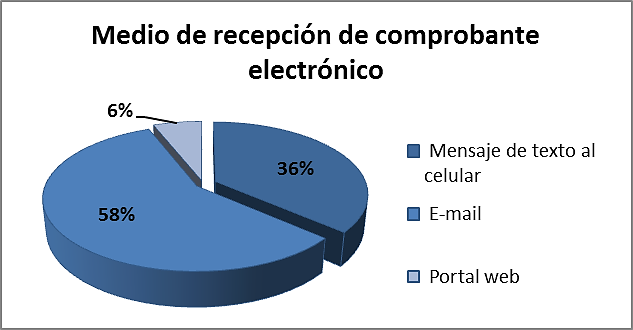 Medio de recepción de comprobante
electrónico
6%
36%
58%
Mensaje de texto al
celular
E-mail
Portal web